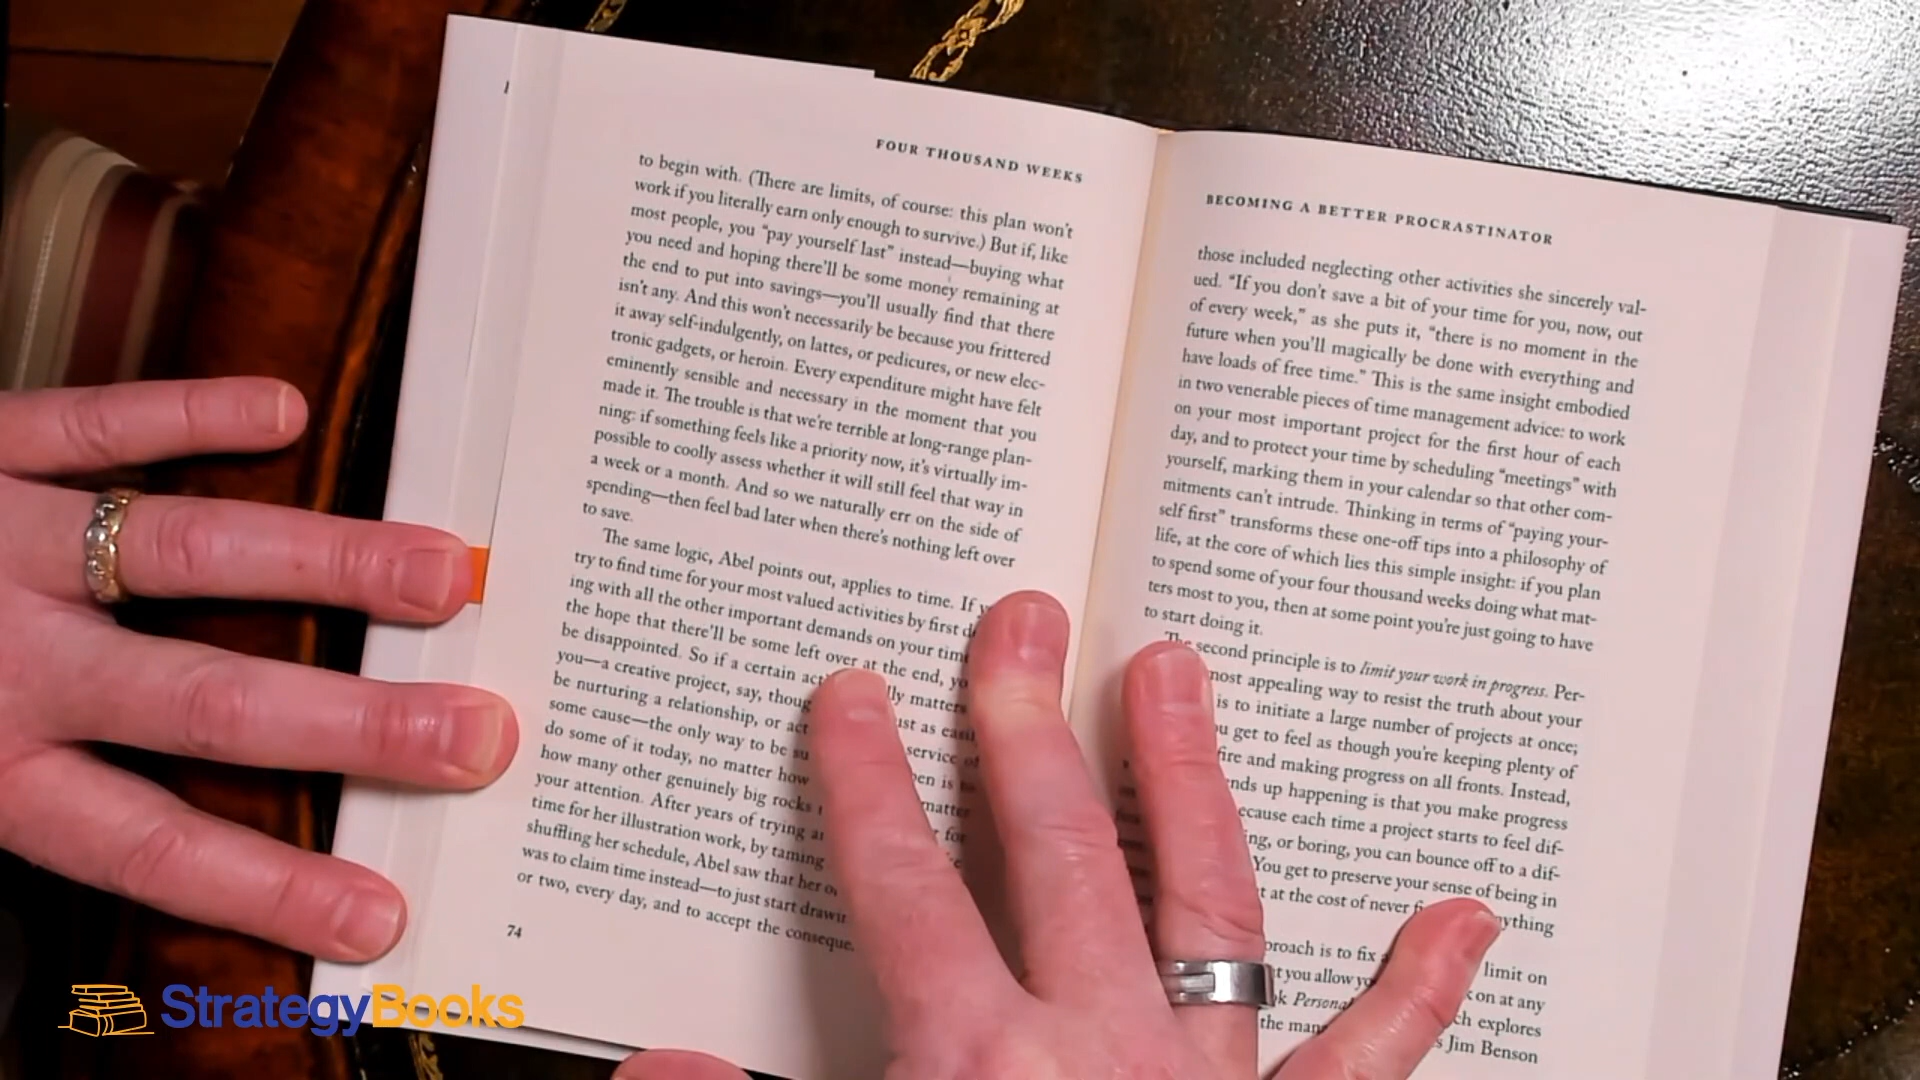 FOUR THOUSAND WEEKS
to begin with. (There are limits, of course: this plan won't
work if you literally earn only enough to survive.) But if, like
most people, you "pay yourself last" instead—buying what
you need and hoping there'll be some money remaining at
the end to put into savings—you'll usually find that there
isn't any. And this won't necessarily be because you frittered
it away self-indulgently, on lattes, or pedicures, or new elec-
tronic gadgets, or heroin. Every expenditure might have felt
eminently sensible and necessary in the moment that you
made it. The trouble is that we're terrible at long-range plan-
ning: if something feels like a priority now, it's virtually im-
possible to coolly assess whether it will still feel that way in
a week or a month. And so we naturally err on the side of
spending—then feel bad later when there's nothing left over
to save.
The same logic, Abel points out, applies to time. If
try to find time for your most valued activities by first
ing with all the other important demands on your time
the hope that there'll be some left over at the end,
be disappointed. So if a certain matters
you—a creative project, say, just as
be nurturing a relationship, or service of
some cause—the only way to be is
do some of it today, no matter how matter
how many other genuinely big rocks for
your attention. After years of trying
time for her illustration work, by taming
shuffling her schedule, Abel saw that her
was to claim time instead—to just start
or two, every day, and to accept the
74
BECOMING A BETTER PROCRASTINATOR
those included neglecting other activities she sincerely val-
ued. "If you don't save a bit of your time for you, now, out
of every week," as she puts it, "there is no moment in the
future when you'll magically be done with everything and
have loads of free time." This is the same insight embodied
in two venerable pieces of time management advice: to work
on your most important project for the first hour of each
day, and to protect your time by scheduling "meetings" with
yourself, marking them in your calendar so that other com-
mitments can't intrude. Thinking in terms of "paying your-
self first" transforms these one-off tips into a philosophy of
life, at the core of which lies this simple insight: if you plan
to spend some of your four thousand weeks doing what mat-
ters most to you, then at some point you're just going to have
to start doing it.
The second principle is to limit your work in progress. Per-
most appealing way to resist the truth about your
is to initiate a large number of projects at once;
get to feel as though you're keeping plenty of
fire and making progress on all fronts. Instead,
up happening is that you make progress
because each time a project starts to feel dif-
or boring, you can bounce off to a dif-
You get to preserve your sense of being in
at the cost of never
is to fix limit on
you allow on at any
Personal explores
the Jim Benson
StrategyBooks